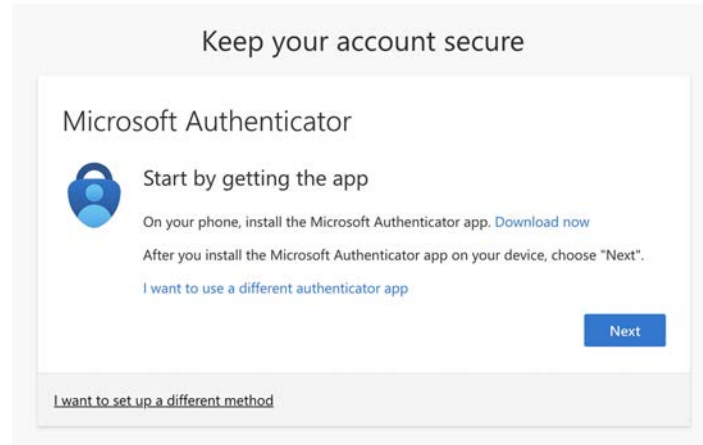 Keep your account secure
Microsoft Authenticator
Start by getting the app
On your phone, install the Microsoft Authenticator app. Download now
After you install the Microsoft Authenticator app on your device, choose "Next".
I want to use a different authenticator app
Next
I want to set up a different method